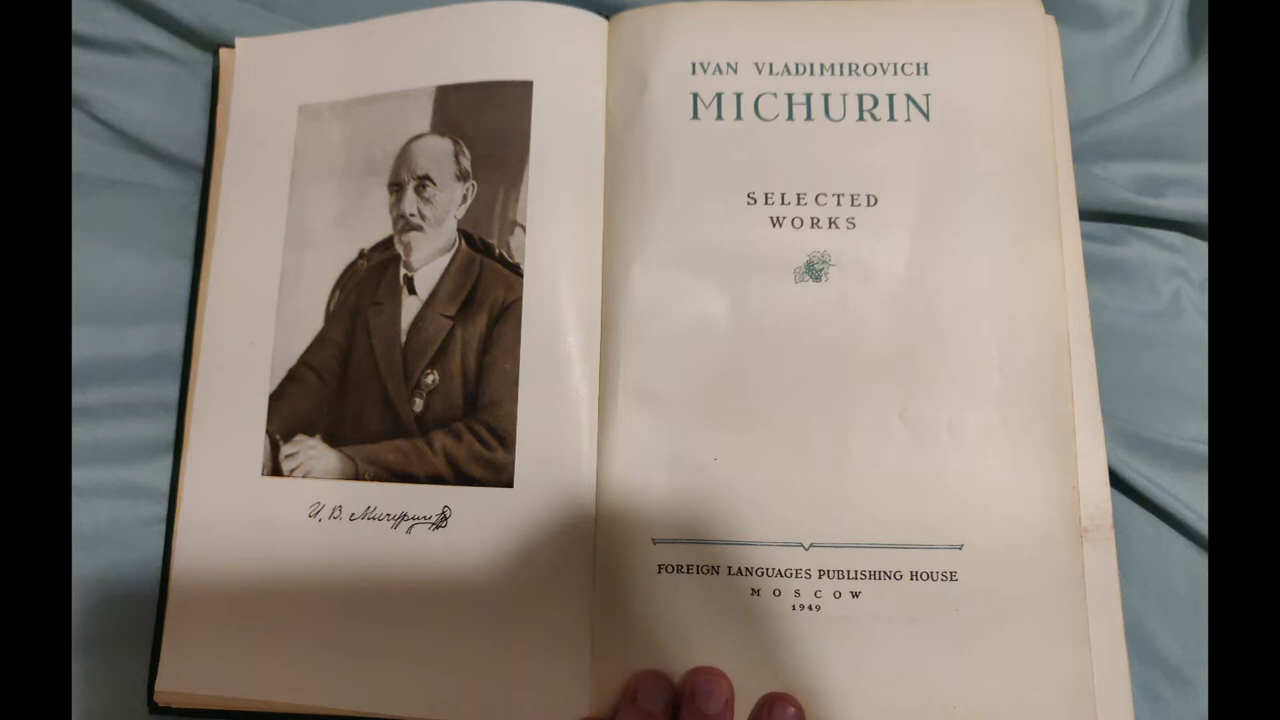 И. В. Мичурин
IVAN VLADIMIROVICH
MICHURIN
SELECTED
WORKS
FOREIGN LANGUAGES PUBLISHING HOUSE
MOSCOW
1949